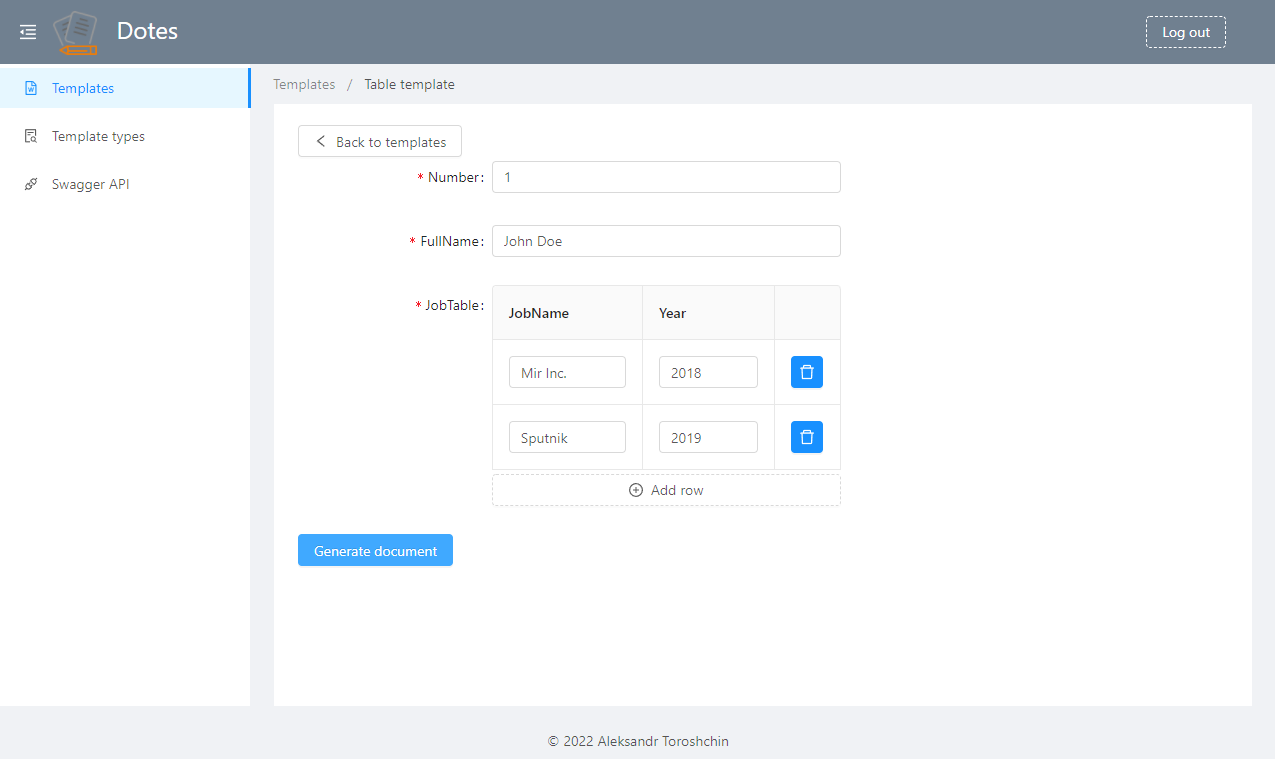 Dotes
Log out
Templates
Template types
Swagger API
Templates / Table template
Back to templates
* Number: 1
* FullName: John Doe
* JobTable:
JobName Year
Mir Inc. 2018
Sputnik 2019
Add row
Generate document
© 2022 Aleksandr Toroshchin